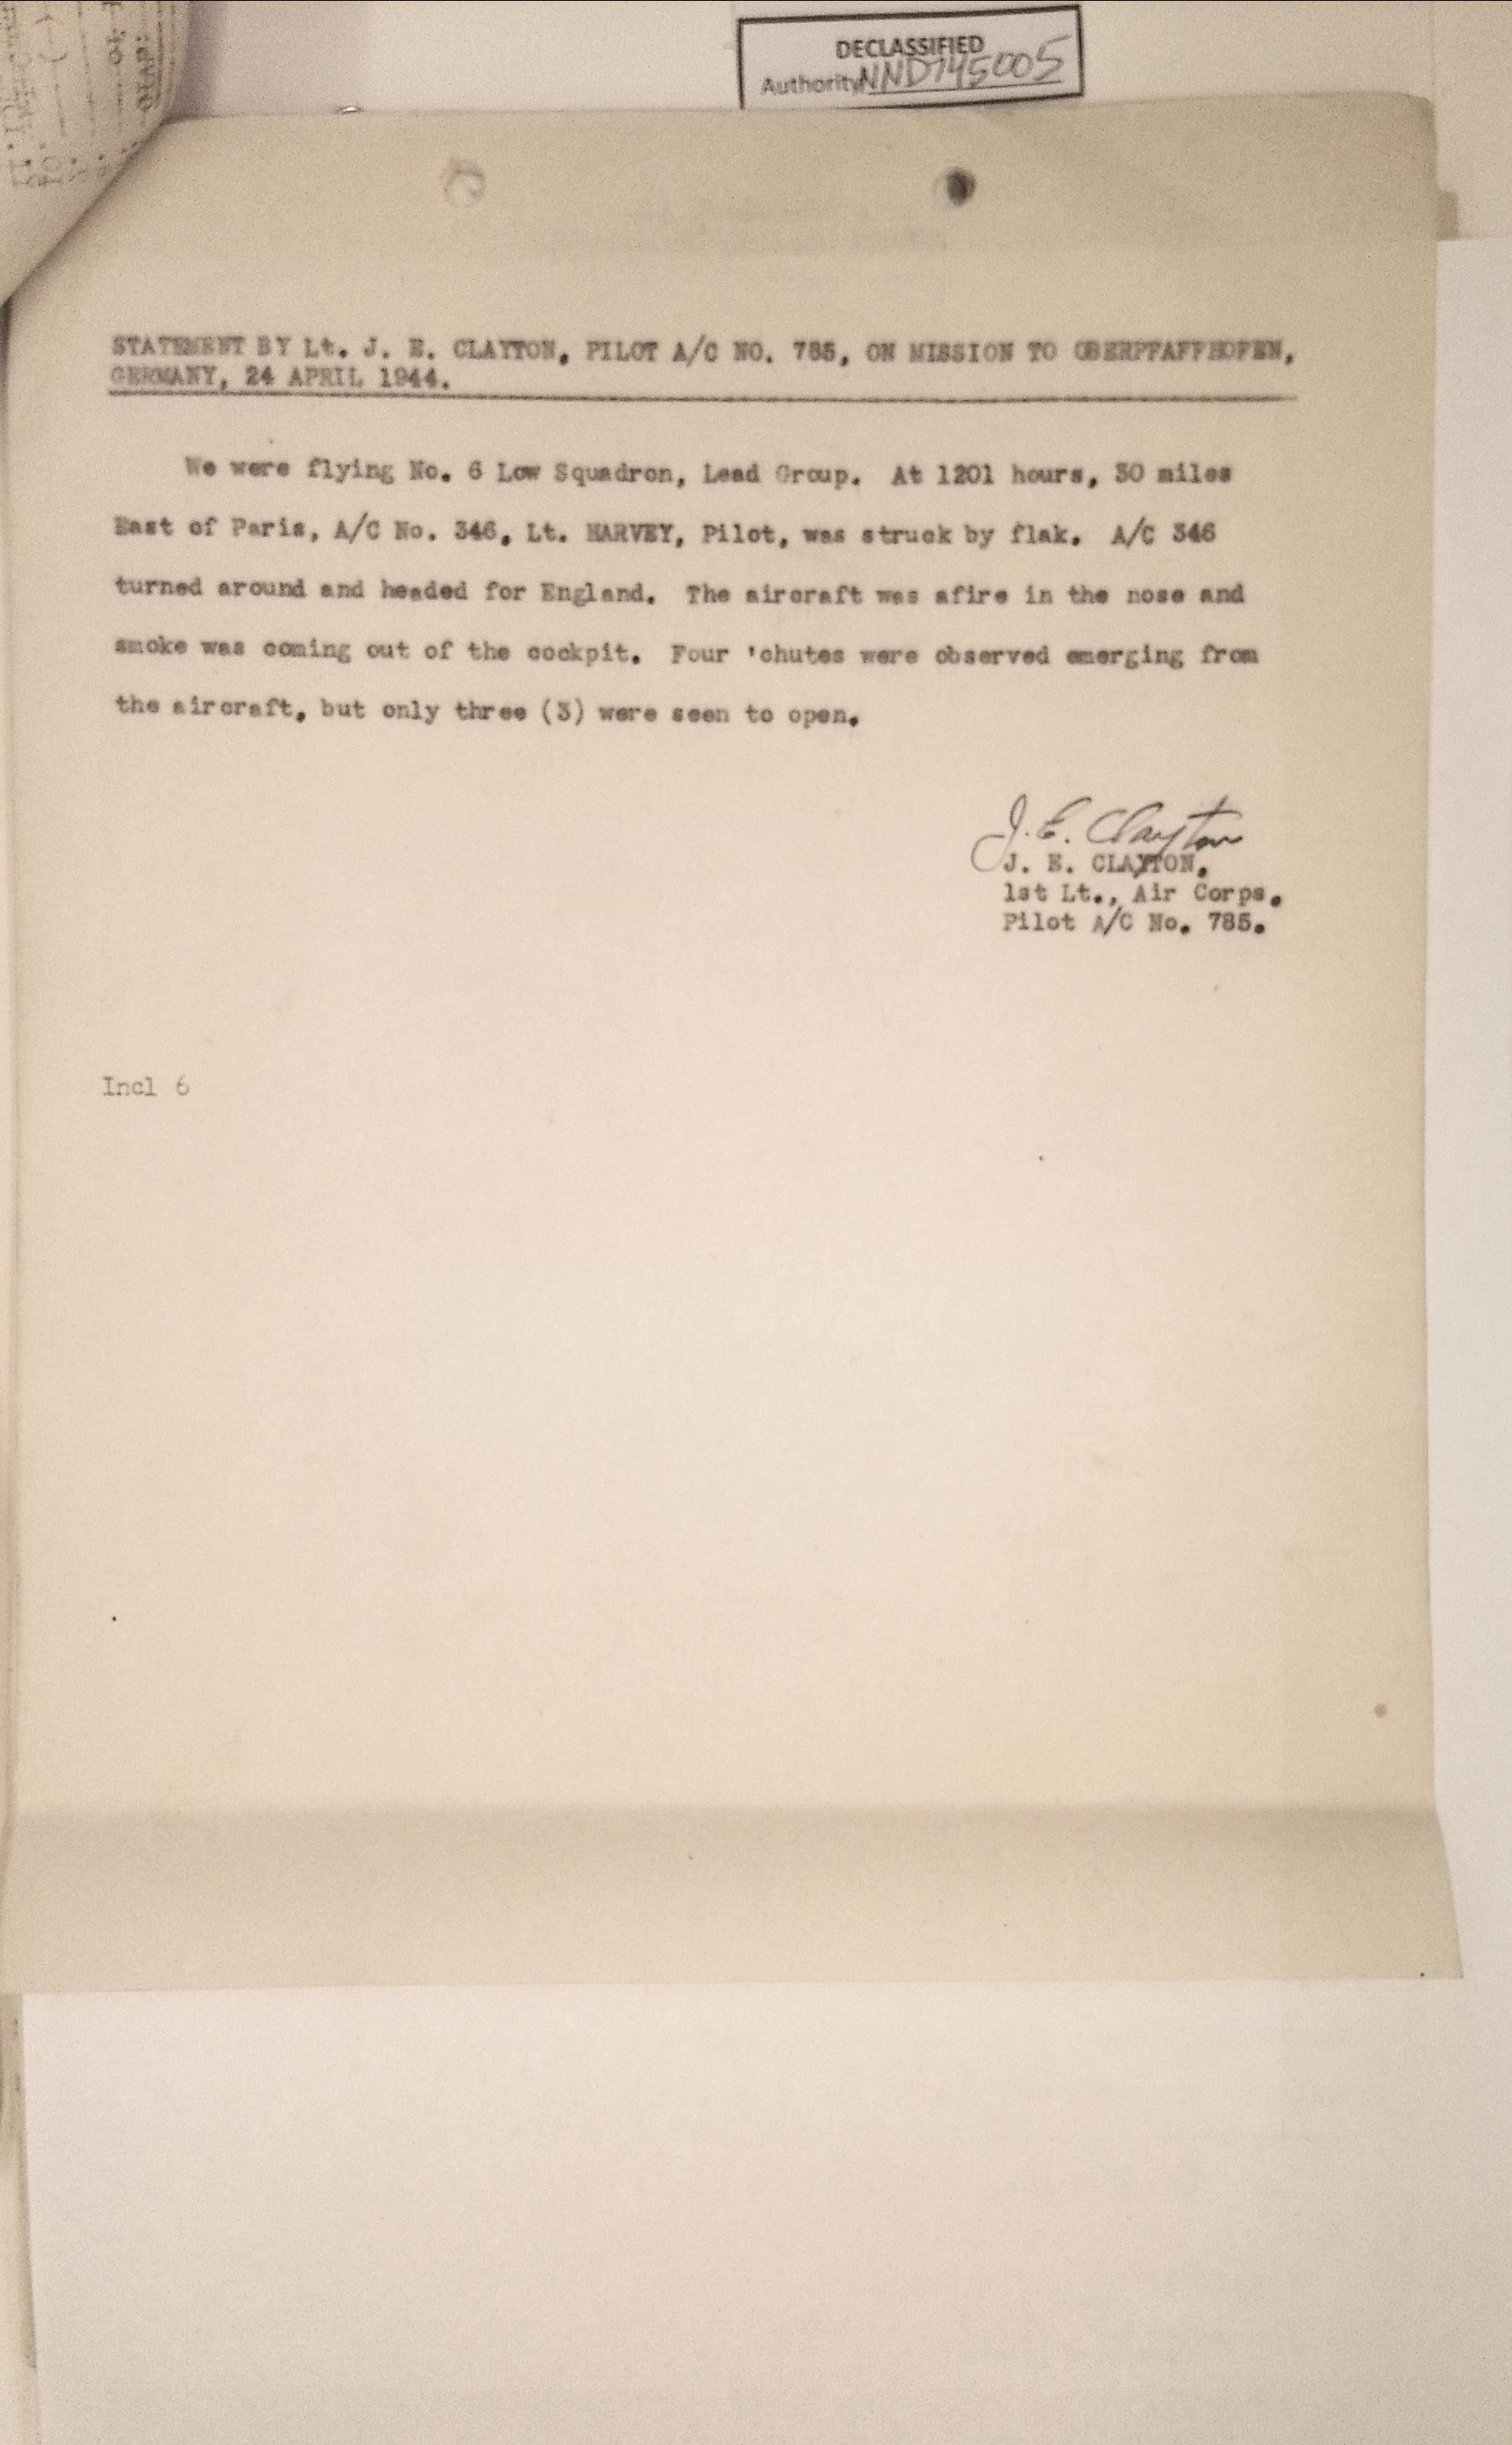 DECLASSIFIED
Authority NND745005
STATEMENT BY Lt. J. E. CLAYTON, PILOT A/C NO. 785, ON MISSION TO OBERPFAFFHOFEN,
GERMANY, 24 APRIL 1944.
We were flying No. 6 Low Squadron, Lead Group. At 1201 hours, 30 miles
East of Paris, A/C No. 346, Lt. HARVEY, Pilot, was struck by flak. A/C 346
turned around and headed for England. The aircraft was afire in the nose and
smoke was coming out of the cockpit. Four 'chutes were observed emerging from
the aircraft, but only three (3) were seen to open.
J. E. Clayton
J. E. CLAYTON,
1st Lt., Air Corps.
Pilot A/C No. 785.
Incl 6